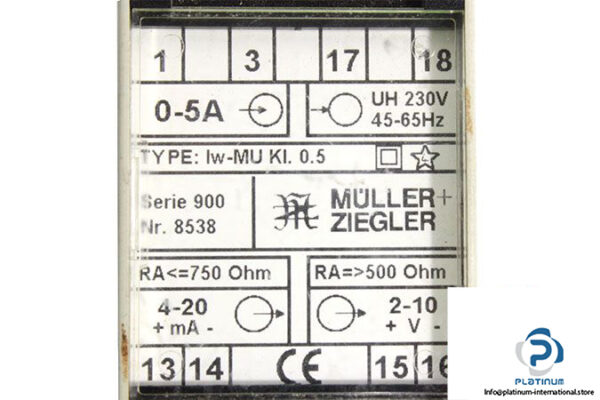 1 3 17 18
0-5A
UH 230V
45-65Hz
TYPE: Iw-MU Kl. 0.5
Serie 900
Nr. 8538
MÜLLER+
ZIEGLER
RA<=750 Ohm
RA=>500 Ohm
4-20
+ mA -
2-10
+ V -
13 14 CE 15 16
PLATINUM
Info@platinum-international.store